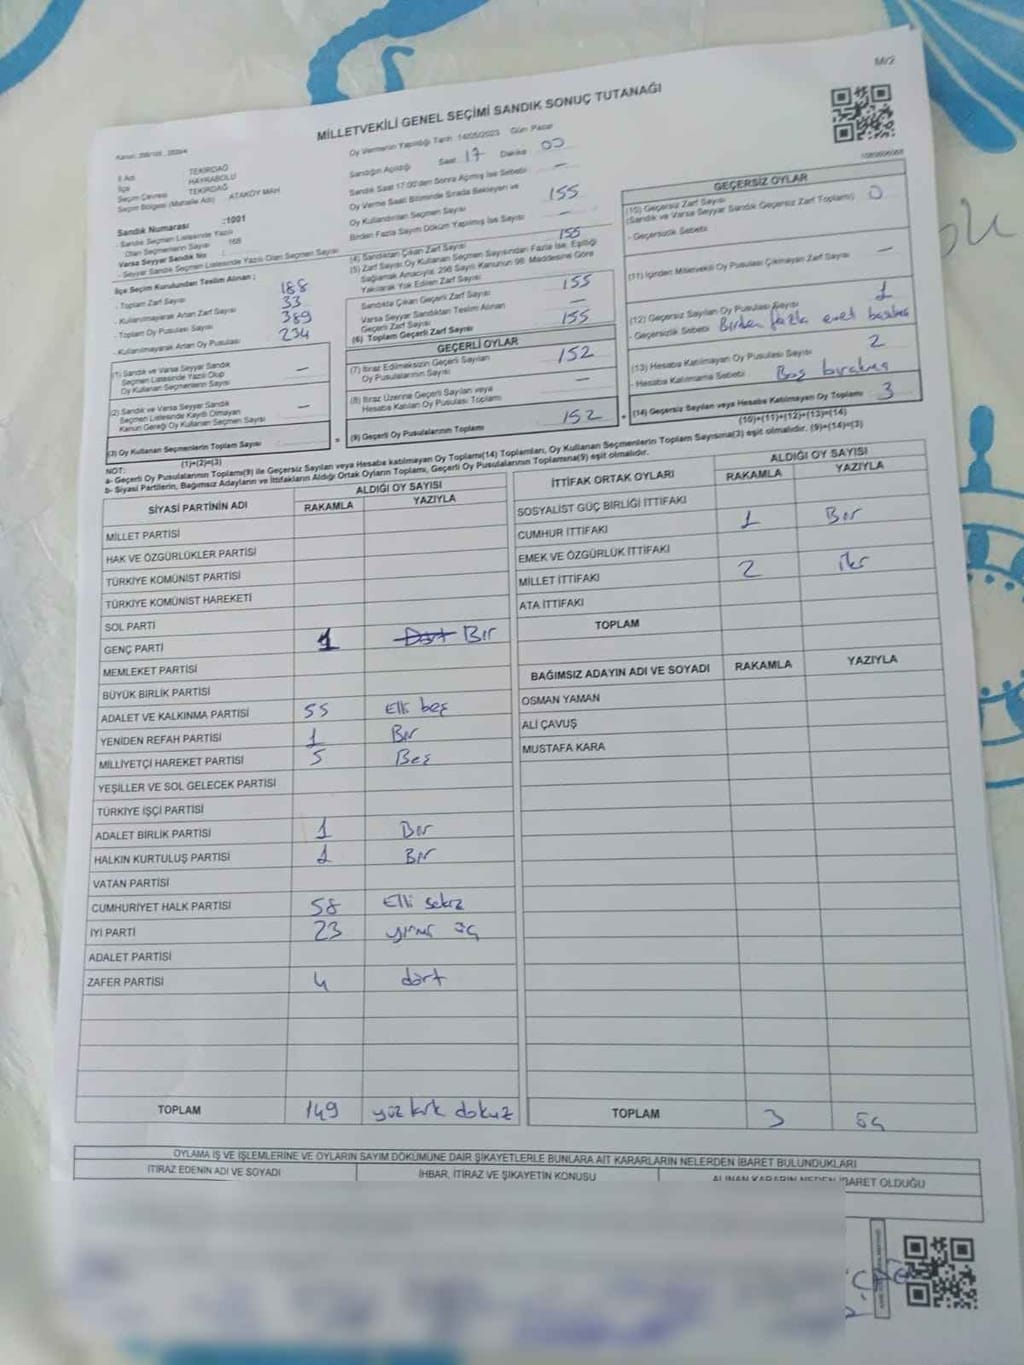 M/2
MİLLETVEKİLİ GENEL SEÇİMİ SANDIK SONUÇ TUTANAĞI
İl Adı TEKİRDAĞ
İlçe HAYRABOLU
Seçim Çevresi TEKİRDAĞ
Seçim Bölgesi (Mahalle Adı) ATAKÖY MAH
Sandık Numarası :1001
- Sandık Seçmen Listesinde Yazılı
Olan Seçmenlerin Sayısı : 168
Varsa Seyyar Sandık No :
- Seyyar Sandık Seçmen Listesinde Yazılı Olan Seçmen Sayısı
İlçe Seçim Kurulundan Teslim Alınan ;
- Toplam Zarf Sayısı 188
- Kullanılmayarak Artan Zarf Sayısı 33
- Toplam Oy Pusulası Sayısı 389
- Kullanılmayarak Artan Oy Pusulası 234
(1) Sandık ve Varsa Seyyar Sandık
Seçmen Listesinde Yazılı Olup
Oy Kullanan Seçmenlerin Sayısı –
(2) Sandık ve Varsa Seyyar Sandık
Seçmen Listesinde Kayıtlı Olmayan
Kanun Gereği Oy Kullanan Seçmen Sayısı –
(3) Oy Kullanan Seçmenlerin Toplam Sayısı
(1)+(2)=(3)
Oy Vermenin Yapıldığı Tarih 14/05/2023 Gün Pazar
Sandığın Açıldığı Saat 17 Dakika 00
Sandık Saat 17:00'den Sonra Açılmış İse Sebebi –
Oy Verme Saati Bitiminde Sırada Bekleyen ve
Oy Kullandırılan Seçmen Sayısı 155
Birden Fazla Sayım Döküm Yapılmış İse Sayısı –
(4) Sandıktan Çıkan Zarf Sayısı 155
(5) Zarf Sayısı Oy Kullanan Seçmen Sayısından Fazla İse, Eşitliği
Sağlamak Amacıyla; 298 Sayılı Kanunun 98. Maddesine Göre
Yakılarak Yok Edilen Zarf Sayısı
Sandıkta Çıkan Geçerli Zarf Sayısı 155
Varsa Seyyar Sandıktan Teslim Alınan
Geçerli Zarf Sayısı –
(6) Toplam Geçerli Zarf Sayısı 155
GEÇERLİ OYLAR
(7) İtiraz Edilmeksizin Geçerli Sayılan
Oy Pusulalarının Sayısı 152
(8) İtiraz Üzerine Geçerli Sayılan veya
Hesaba Katılan Oy Pusulası Toplamı –
(9) Geçerli Oy Pusulalarının Toplamı 152
GEÇERSİZ OYLAR
(10) Geçersiz Zarf Sayısı 0
(Sandık ve Varsa Seyyar Sandık Geçersiz Zarf Toplamı)
- Geçersizlik Sebebi
(11) İçinden Milletvekili Oy Pusulası Çıkmayan Zarf Sayısı –
(12) Geçersiz Sayılan Oy Pusulası Sayısı 1
- Geçersizlik Sebebi Birden fazla evet basılması
(13) Hesaba Katılmayan Oy Pusulası Sayısı 2
- Hesaba Katılmama Sebebi Boş bırakmış
(14) Geçersiz Sayılan veya Hesaba Katılmayan Oy Toplamı 3
(10)+(11)+(12)+(13)=(14)
NOT:
a- Geçerli Oy Pusulalarının Toplamı(9) ile Geçersiz Sayılan veya Hesaba katılmayan Oy Toplamı(14) Toplamları, Oy Kullanan Seçmenlerin Toplam Sayısına(3) eşit olmalıdır. (9)+(14)=(3)
b- Siyasi Partilerin, Bağımsız Adayların ve İttifakların Aldığı Ortak Oyların Toplamı, Geçerli Oy Pusulalarının Toplamına(9) eşit olmalıdır.
SİYASİ PARTİNİN ADI ALDIĞI OY SAYISI
RAKAMLA YAZIYLA
MİLLET PARTİSİ
HAK VE ÖZGÜRLÜKLER PARTİSİ
TÜRKİYE KOMÜNİST PARTİSİ
TÜRKİYE KOMÜNİST HAREKETİ
SOL PARTİ
GENÇ PARTİ 1 Bir
MEMLEKET PARTİSİ
BÜYÜK BİRLİK PARTİSİ
ADALET VE KALKINMA PARTİSİ 55 Elli beş
YENİDEN REFAH PARTİSİ 1 Bir
MİLLİYETÇİ HAREKET PARTİSİ 5 Beş
YEŞİLLER VE SOL GELECEK PARTİSİ
TÜRKİYE İŞÇİ PARTİSİ
ADALET BİRLİK PARTİSİ 1 Bir
HALKIN KURTULUŞ PARTİSİ 1 Bir
VATAN PARTİSİ
CUMHURİYET HALK PARTİSİ 58 Elli sekiz
İYİ PARTİ 23 yirmi üç
ADALET PARTİSİ
ZAFER PARTİSİ 4 dört
TOPLAM 149 yüz kırk dokuz
İTTİFAK ORTAK OYLARI ALDIĞI OY SAYISI
RAKAMLA YAZIYLA
SOSYALİST GÜÇ BİRLİĞİ İTTİFAKI
CUMHUR İTTİFAKI 1 Bir
EMEK VE ÖZGÜRLÜK İTTİFAKI
MİLLET İTTİFAKI 2 iki
ATA İTTİFAKI
TOPLAM
BAĞIMSIZ ADAYIN ADI VE SOYADI RAKAMLA YAZIYLA
OSMAN YAMAN
ALİ ÇAVUŞ
MUSTAFA KARA
TOPLAM 3 üç
OYLAMA İŞ VE İŞLEMLERİNE VE OYLARIN SAYIM DÖKÜMÜNE DAİR ŞİKAYETLERLE BUNLARA AİT KARARLARIN NELERDEN İBARET BULUNDUKLARI
İTİRAZ EDENİN ADI VE SOYADI İHBAR, İTİRAZ VE ŞİKAYETİN KONUSU ALINAN KARARIN NEDEN İBARET OLDUĞU